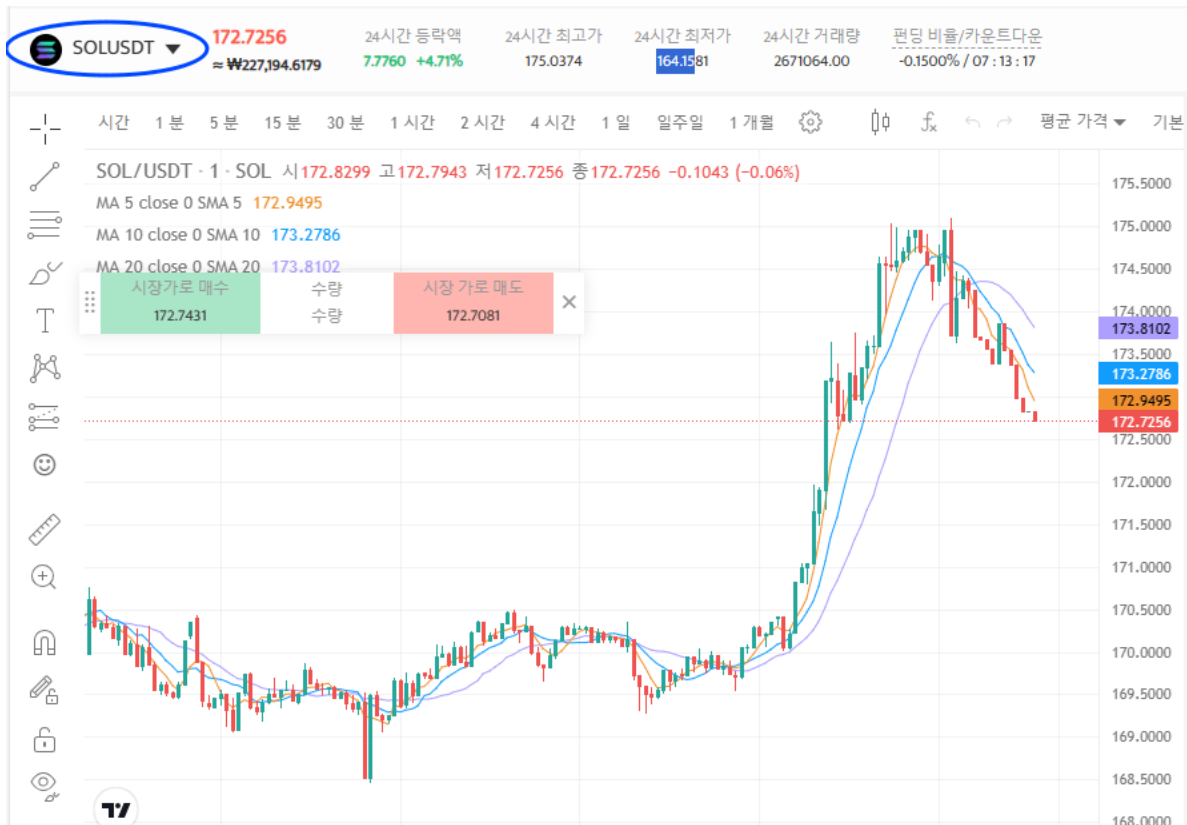 SOLUSDT
172.7256
≈ ₩227,194.6179
24시간 등락액
7.7760 +4.71%
24시간 최고가
175.0374
24시간 최저가
164.1581
24시간 거래량
2671064.00
펀딩 비율/카운트다운
-0.1500% / 07 : 13 : 17
시간 1 분 5 분 15 분 30 분 1 시간 2 시간 4 시간 1 일 일주일 1 개월 평균 가격 기본
SOL/USDT · 1 · SOL 시172.8299 고172.7943 저172.7256 종172.7256 −0.1043 (−0.06%)
MA 5 close 0 SMA 5 172.9495
MA 10 close 0 SMA 10 173.2786
MA 20 close 0 SMA 20 173.8102
시장가로 매수 수량 시장 가로 매도
172.7431 수량 172.7081
175.5000
175.0000
174.5000
174.0000
173.8102
173.5000
173.2786
172.9495
172.7256
172.5000
172.0000
171.5000
171.0000
170.5000
170.0000
169.5000
169.0000
168.5000
168.0000